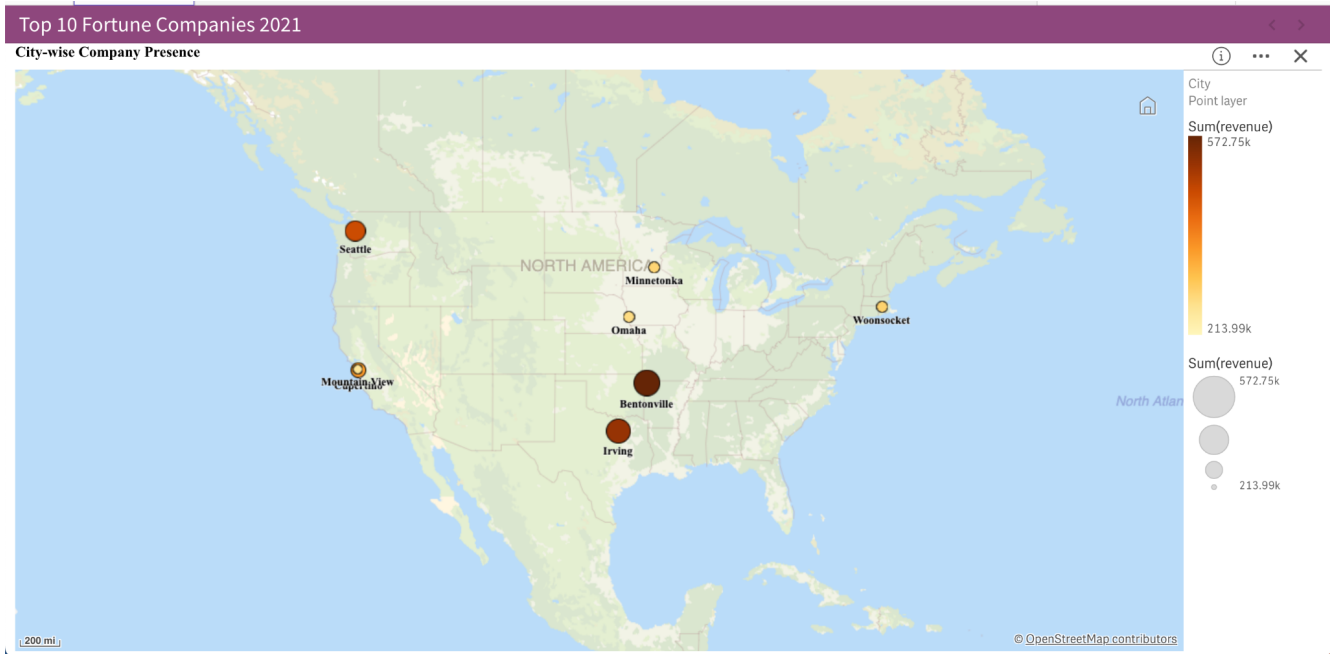 Top 10 Fortune Companies 2021
City-wise Company Presence
City
Point layer
Sum(revenue)
572.75k
213.99k
Sum(revenue)
572.75k
213.99k
Seattle
NORTH AMERICA
Minnetonka
Omaha
Woonsocket
Mountain View
Cupertino
Bentonville
Irving
North Atlan
200 mi
© OpenStreetMap contributors